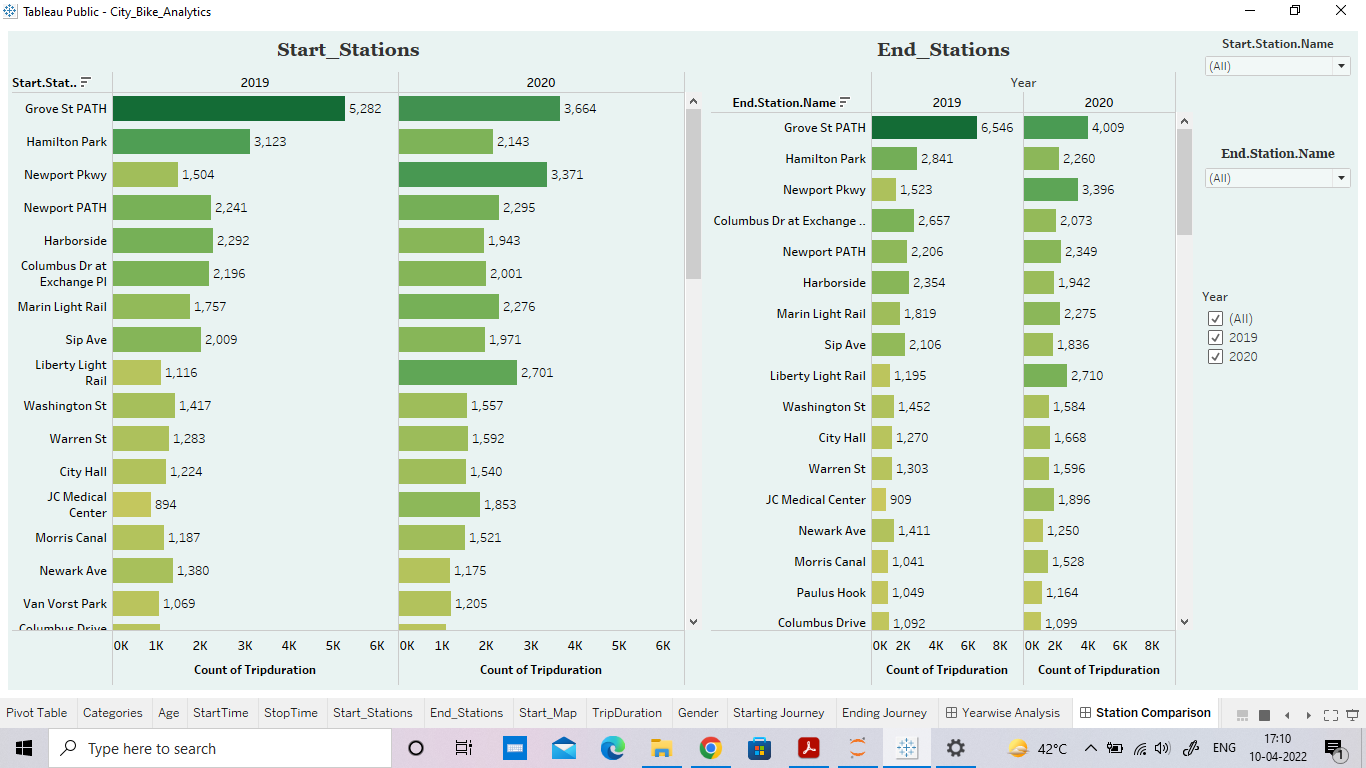 Tableau Public - City_Bike_Analytics
Start_Stations
Start.Stat..
2019
2020
Grove St PATH 5,282 3,664
Hamilton Park 3,123 2,143
Newport Pkwy 1,504 3,371
Newport PATH 2,241 2,295
Harborside 2,292 1,943
Columbus Dr at
Exchange Pl 2,196 2,001
Marin Light Rail 1,757 2,276
Sip Ave 2,009 1,971
Liberty Light
Rail 1,116 2,701
Washington St 1,417 1,557
Warren St 1,283 1,592
City Hall 1,224 1,540
JC Medical
Center 894 1,853
Morris Canal 1,187 1,521
Newark Ave 1,380 1,175
Van Vorst Park 1,069 1,205
Columbus Drive
0K 1K 2K 3K 4K 5K 6K 0K 1K 2K 3K 4K 5K 6K
Count of Tripduration Count of Tripduration
End_Stations
Year
End.Station.Name 2019 2020
Grove St PATH 6,546 4,009
Hamilton Park 2,841 2,260
Newport Pkwy 1,523 3,396
Columbus Dr at Exchange .. 2,657 2,073
Newport PATH 2,206 2,349
Harborside 2,354 1,942
Marin Light Rail 1,819 2,275
Sip Ave 2,106 1,836
Liberty Light Rail 1,195 2,710
Washington St 1,452 1,584
City Hall 1,270 1,668
Warren St 1,303 1,596
JC Medical Center 909 1,896
Newark Ave 1,411 1,250
Morris Canal 1,041 1,528
Paulus Hook 1,049 1,164
Columbus Drive 1,092 1,099
0K 2K 4K 6K 8K 0K 2K 4K 6K 8K
Count of Tripduration Count of Tripduration
Start.Station.Name
(All)
End.Station.Name
(All)
Year
(All)
2019
2020
Pivot Table Categories Age StartTime StopTime Start_Stations End_Stations Start_Map TripDuration Gender Starting Journey Ending Journey Yearwise Analysis Station Comparison
Type here to search
42°C
ENG
17:10
10-04-2022
1